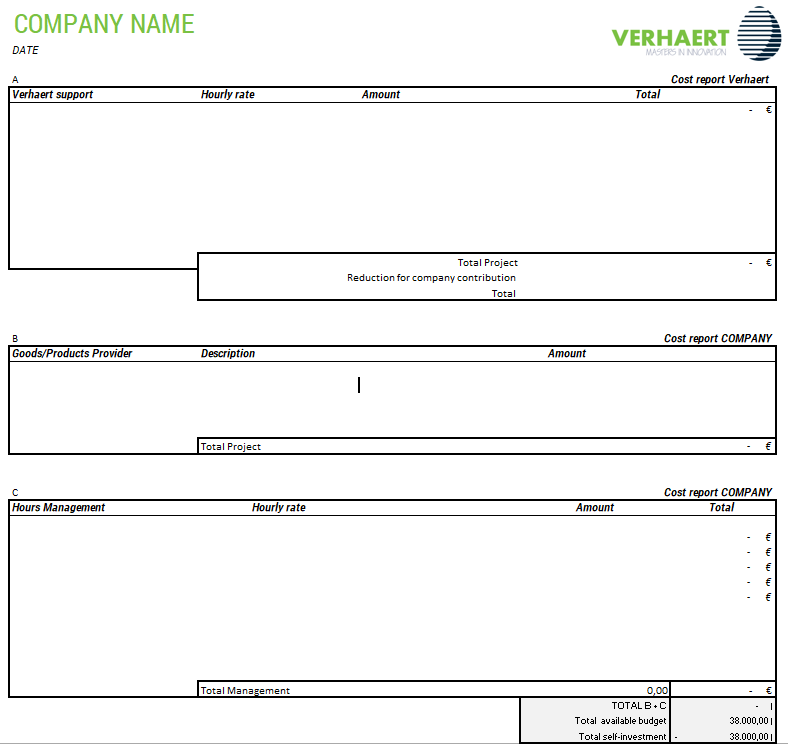 COMPANY NAME
DATE
VERHAERT
MASTERS IN INNOVATION
A Cost report Verhaert
Verhaert support Hourly rate Amount Total
- €
Total Project - €
Reduction for company contribution
Total
B Cost report COMPANY
Goods/Products Provider Description Amount
Total Project - €
C Cost report COMPANY
Hours Management Hourly rate Amount Total
- €
- €
- €
- €
- €
Total Management 0,00 - €
TOTAL B + C -
Total available budget 38.000,00
Total self-investment - 38.000,00